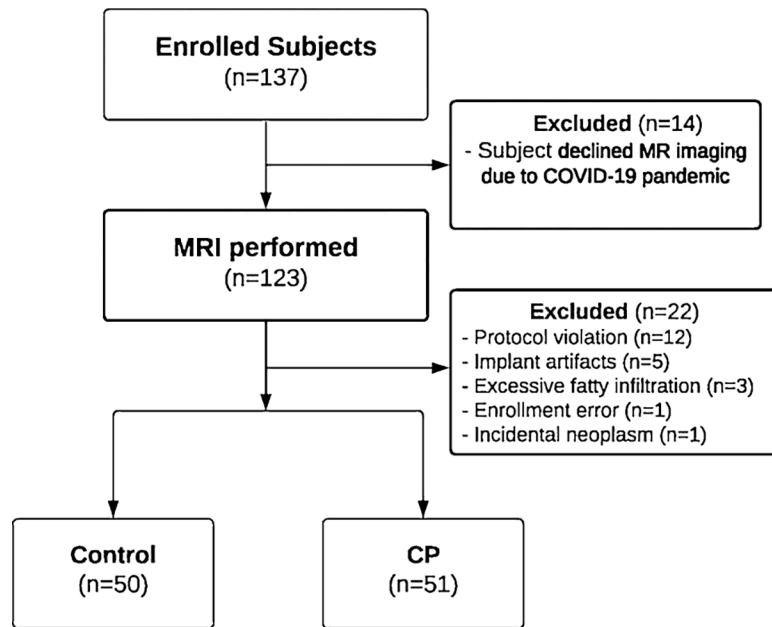 Enrolled Subjects
(n=137)
Excluded (n=14)
- Subject declined MR imaging
due to COVID-19 pandemic
MRI performed
(n=123)
Excluded (n=22)
- Protocol violation (n=12)
- Implant artifacts (n=5)
- Excessive fatty infiltration (n=3)
- Enrollment error (n=1)
- Incidental neoplasm (n=1)
Control
(n=50)
CP
(n=51)